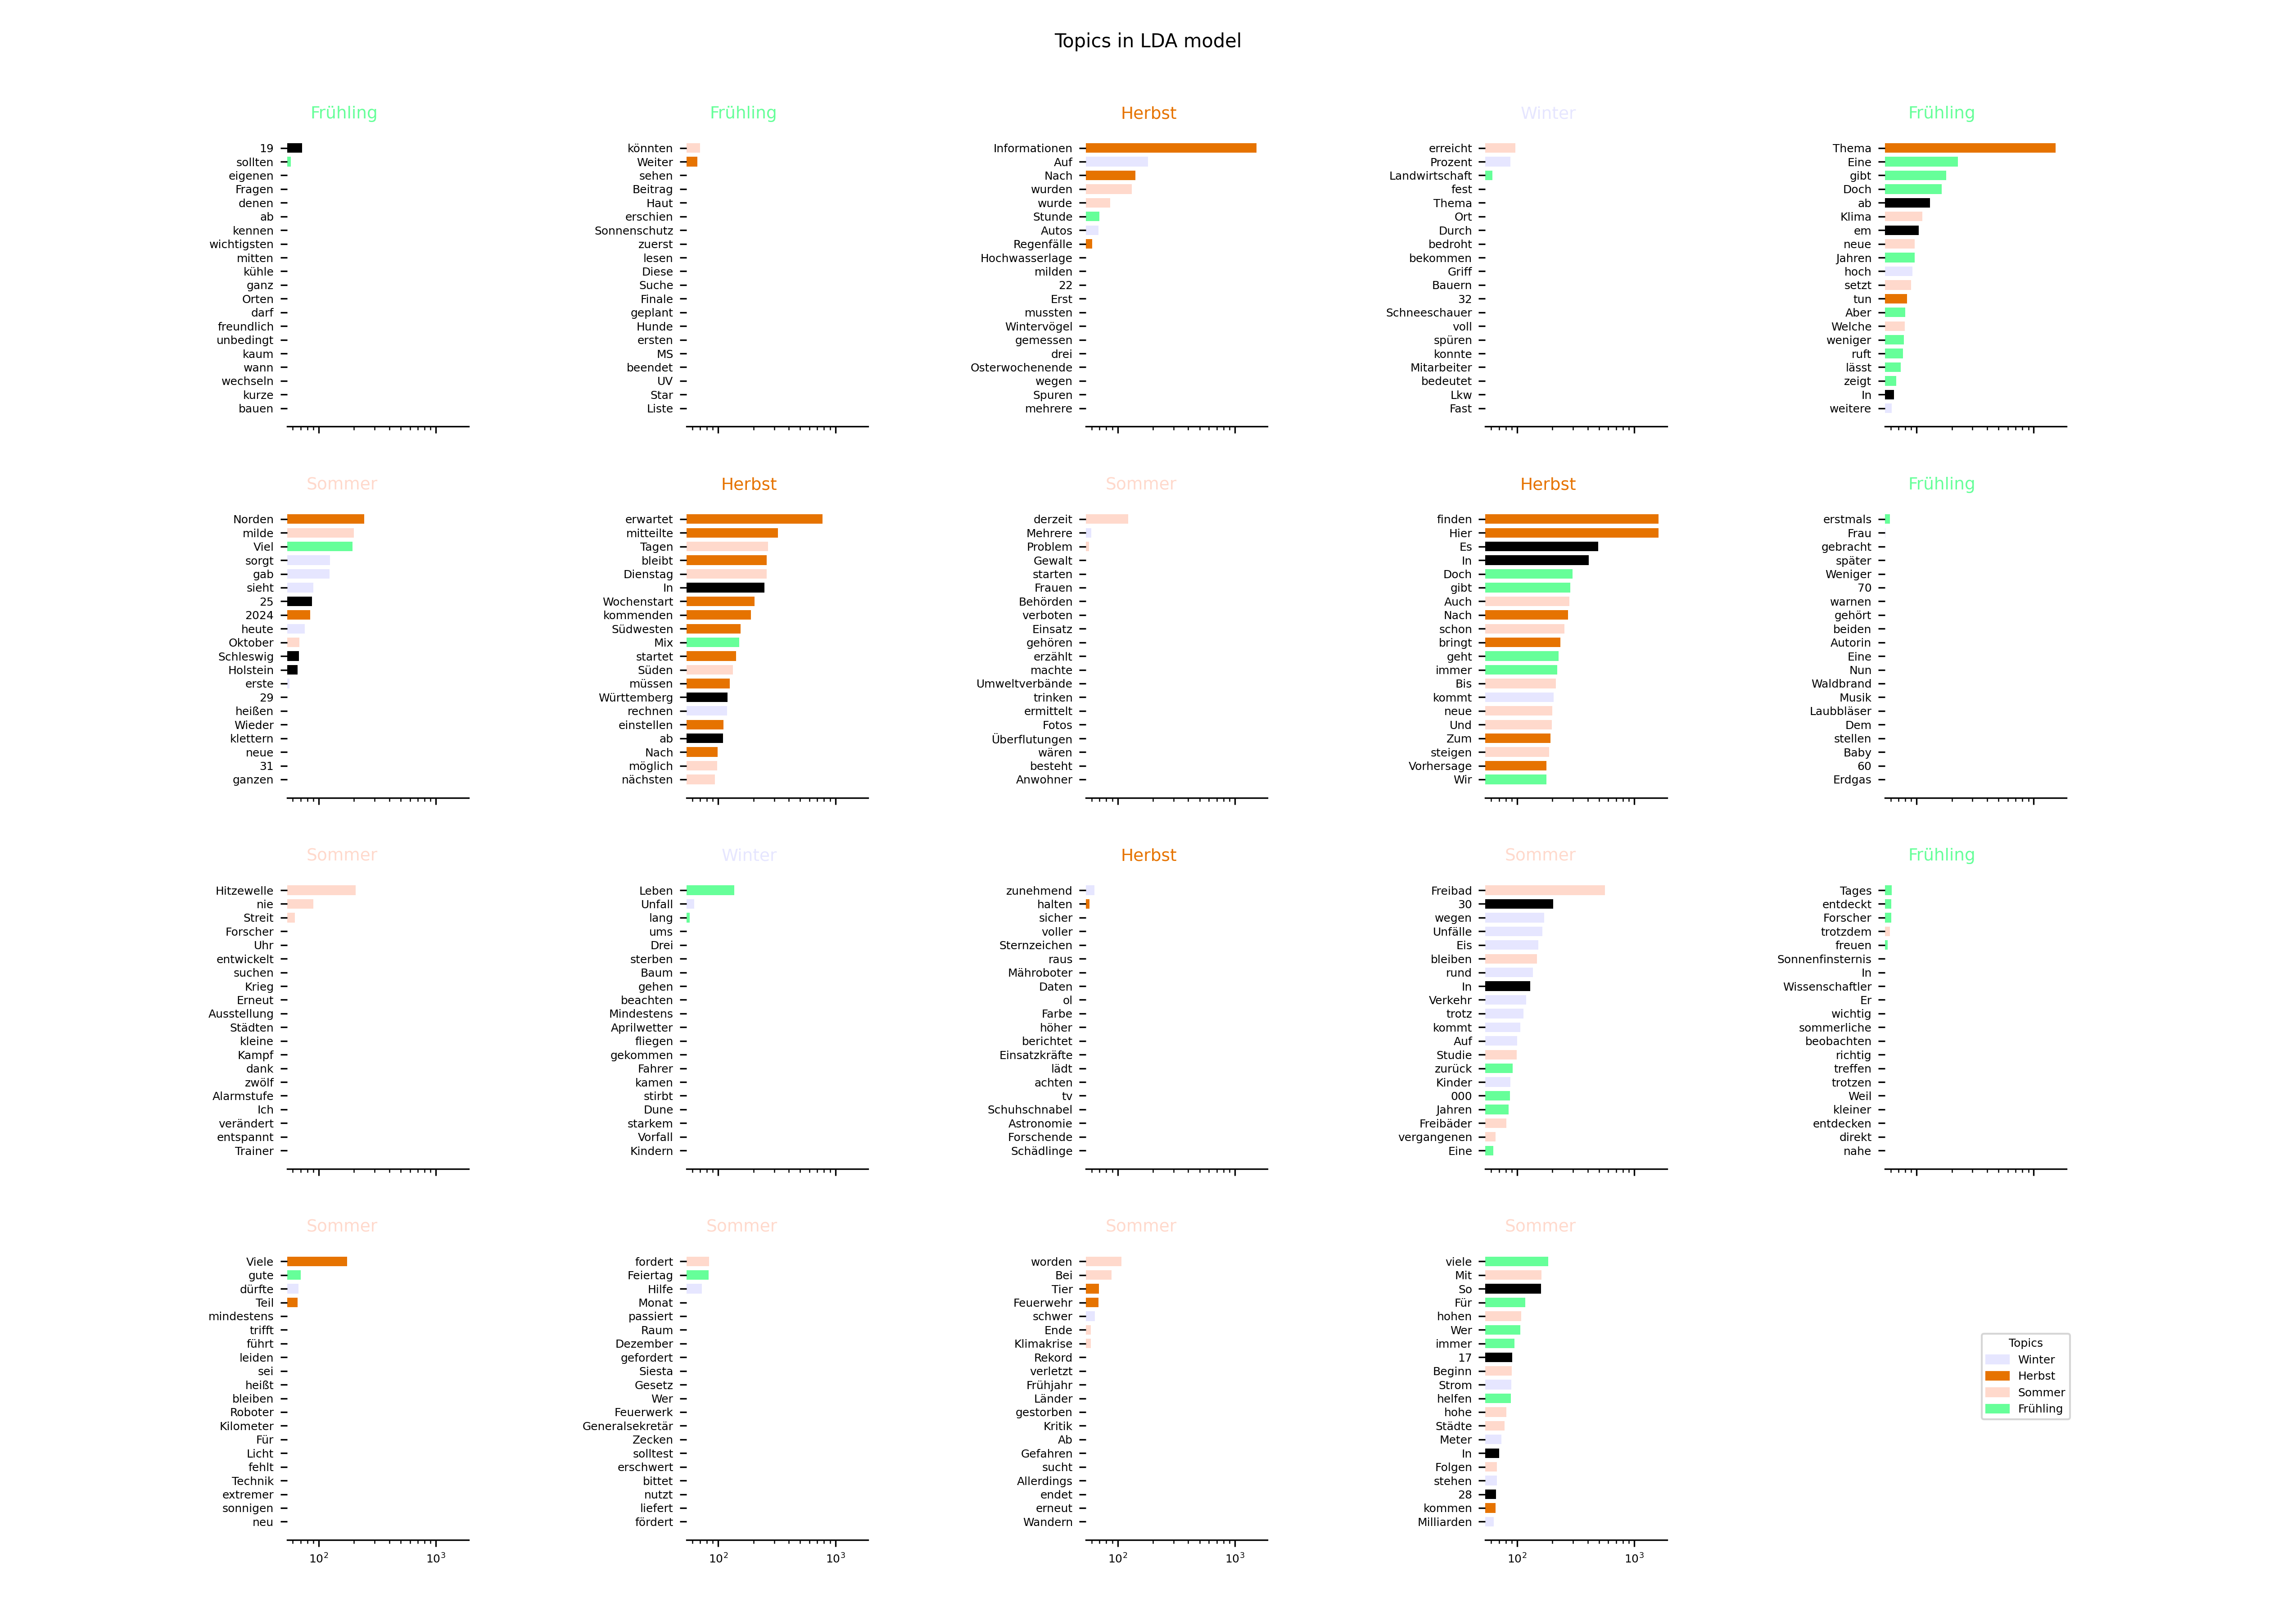 Topics in LDA model
Frühling
19
sollten
eigenen
Fragen
denen
ab
kennen
wichtigsten
mitten
kühle
ganz
Orten
darf
freundlich
unbedingt
kaum
wann
wechseln
kurze
bauen
Frühling
könnten
Weiter
sehen
Beitrag
Haut
erschien
Sonnenschutz
zuerst
lesen
Diese
Suche
Finale
geplant
Hunde
ersten
MS
beendet
UV
Star
Liste
Herbst
Informationen
Auf
Nach
wurden
wurde
Stunde
Autos
Regenfälle
Hochwasserlage
milden
22
Erst
mussten
Wintervögel
gemessen
drei
Osterwochenende
wegen
Spuren
mehrere
Winter
erreicht
Prozent
Landwirtschaft
fest
Thema
Ort
Durch
bedroht
bekommen
Griff
Bauern
32
Schneeschauer
voll
spüren
konnte
Mitarbeiter
bedeutet
Lkw
Fast
Frühling
Thema
Eine
gibt
Doch
ab
Klima
em
neue
Jahren
hoch
setzt
tun
Aber
Welche
weniger
ruft
lässt
zeigt
In
weitere
Sommer
Norden
milde
Viel
sorgt
gab
sieht
25
2024
heute
Oktober
Schleswig
Holstein
erste
29
heißen
Wieder
klettern
neue
31
ganzen
Herbst
erwartet
mitteilte
Tagen
bleibt
Dienstag
In
Wochenstart
kommenden
Südwesten
Mix
startet
Süden
müssen
Württemberg
rechnen
einstellen
ab
Nach
möglich
nächsten
Sommer
derzeit
Mehrere
Problem
Gewalt
starten
Frauen
Behörden
verboten
Einsatz
gehören
erzählt
machte
Umweltverbände
trinken
ermittelt
Fotos
Überflutungen
wären
besteht
Anwohner
Herbst
finden
Hier
Es
In
Doch
gibt
Auch
Nach
schon
bringt
geht
immer
Bis
kommt
neue
Und
Zum
steigen
Vorhersage
Wir
Frühling
erstmals
Frau
gebracht
später
Weniger
70
warnen
gehört
beiden
Autorin
Eine
Nun
Waldbrand
Musik
Laubbläser
Dem
stellen
Baby
60
Erdgas
Sommer
Hitzewelle
nie
Streit
Forscher
Uhr
entwickelt
suchen
Krieg
Erneut
Ausstellung
Städten
kleine
Kampf
dank
zwölf
Alarmstufe
Ich
verändert
entspannt
Trainer
Winter
Leben
Unfall
lang
ums
Drei
sterben
Baum
gehen
beachten
Mindestens
Aprilwetter
fliegen
gekommen
Fahrer
kamen
stirbt
Dune
starkem
Vorfall
Kindern
Herbst
zunehmend
halten
sicher
voller
Sternzeichen
raus
Mähroboter
Daten
ol
Farbe
höher
berichtet
Einsatzkräfte
lädt
achten
tv
Schuhschnabel
Astronomie
Forschende
Schädlinge
Sommer
Freibad
30
wegen
Unfälle
Eis
bleiben
rund
In
Verkehr
trotz
kommt
Auf
Studie
zurück
Kinder
000
Jahren
Freibäder
vergangenen
Eine
Frühling
Tages
entdeckt
Forscher
trotzdem
freuen
Sonnenfinsternis
In
Wissenschaftler
Er
wichtig
sommerliche
beobachten
richtig
treffen
trotzen
Weil
kleiner
entdecken
direkt
nahe
Sommer
Viele
gute
dürfte
Teil
mindestens
trifft
führt
leiden
sei
heißt
bleiben
Roboter
Kilometer
Für
Licht
fehlt
Technik
extremer
sonnigen
neu
10²
10³
Sommer
fordert
Feiertag
Hilfe
Monat
passiert
Raum
Dezember
gefordert
Siesta
Gesetz
Wer
Feuerwerk
Generalsekretär
Zecken
solltest
erschwert
bittet
nutzt
liefert
fördert
10²
10³
Sommer
worden
Bei
Tier
Feuerwehr
schwer
Ende
Klimakrise
Rekord
verletzt
Frühjahr
Länder
gestorben
Kritik
Ab
Gefahren
sucht
Allerdings
endet
erneut
Wandern
10²
10³
Sommer
viele
Mit
So
Für
hohen
Wer
immer
17
Beginn
Strom
helfen
hohe
Städte
Meter
In
Folgen
stehen
28
kommen
Milliarden
10²
10³
Topics
Winter
Herbst
Sommer
Frühling